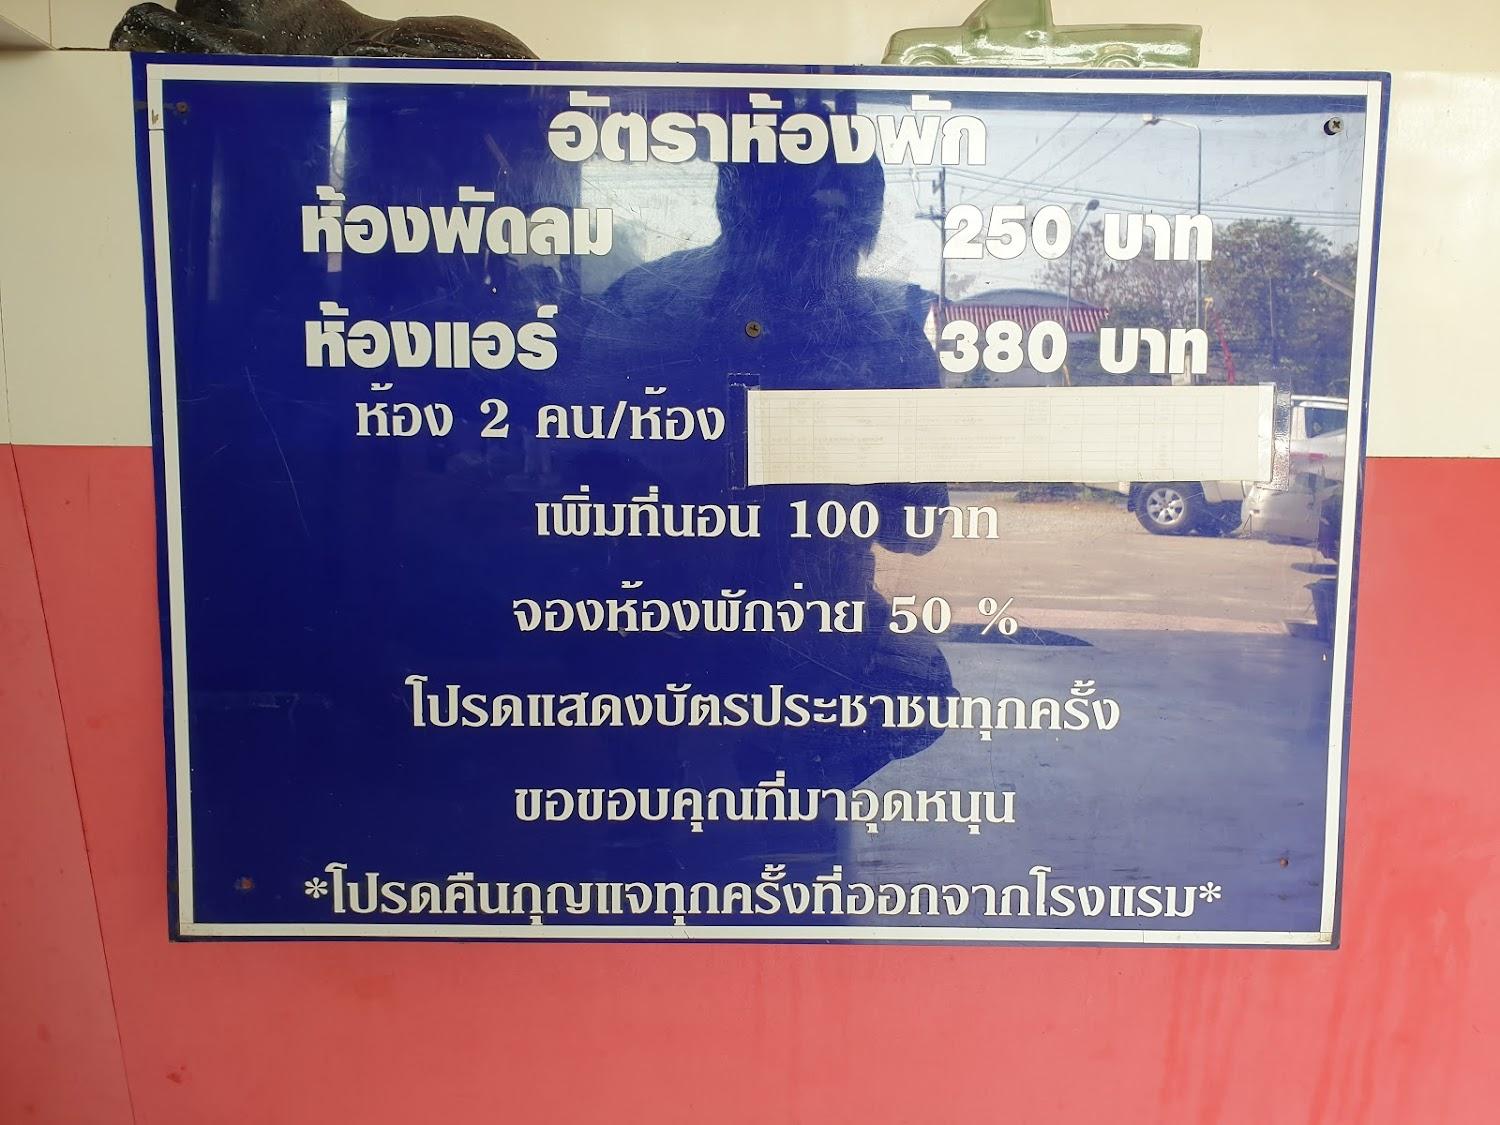 อัตราห้องพัก
ห้องพัดลม 250 บาท
ห้องแอร์ 380 บาท
ห้อง 2 คน/ห้อง
เพิ่มที่นอน 100 บาท
จองห้องพักจ่าย 50 %
โปรดแสดงบัตรประชาชนทุกครั้ง
ขอขอบคุณที่มาอุดหนุน
*โปรดคืนกุญแจทุกครั้งที่ออกจากโรงแรม*